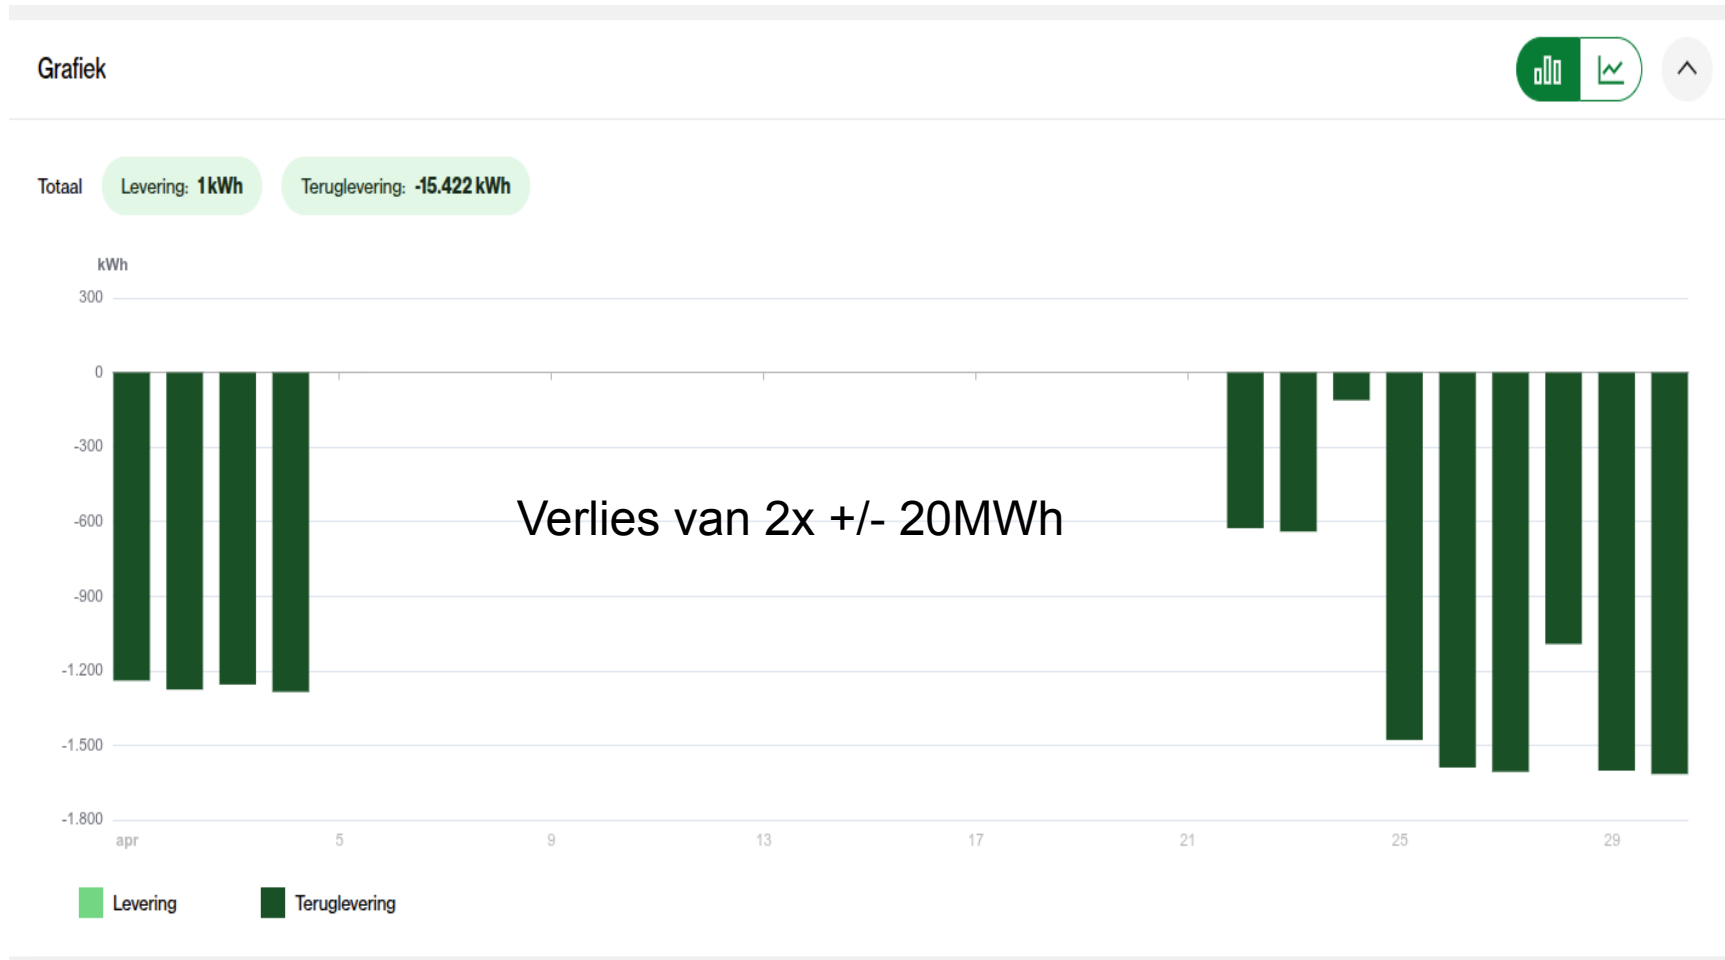 Grafiek
Totaal Levering: 1 kWh Teruglevering: -15.422 kWh
kWh
300
0
-300
-600
-900
-1.200
-1.500
-1.800
Verlies van 2x +/- 20MWh
apr 5 9 13 17 21 25 29
Levering Teruglevering